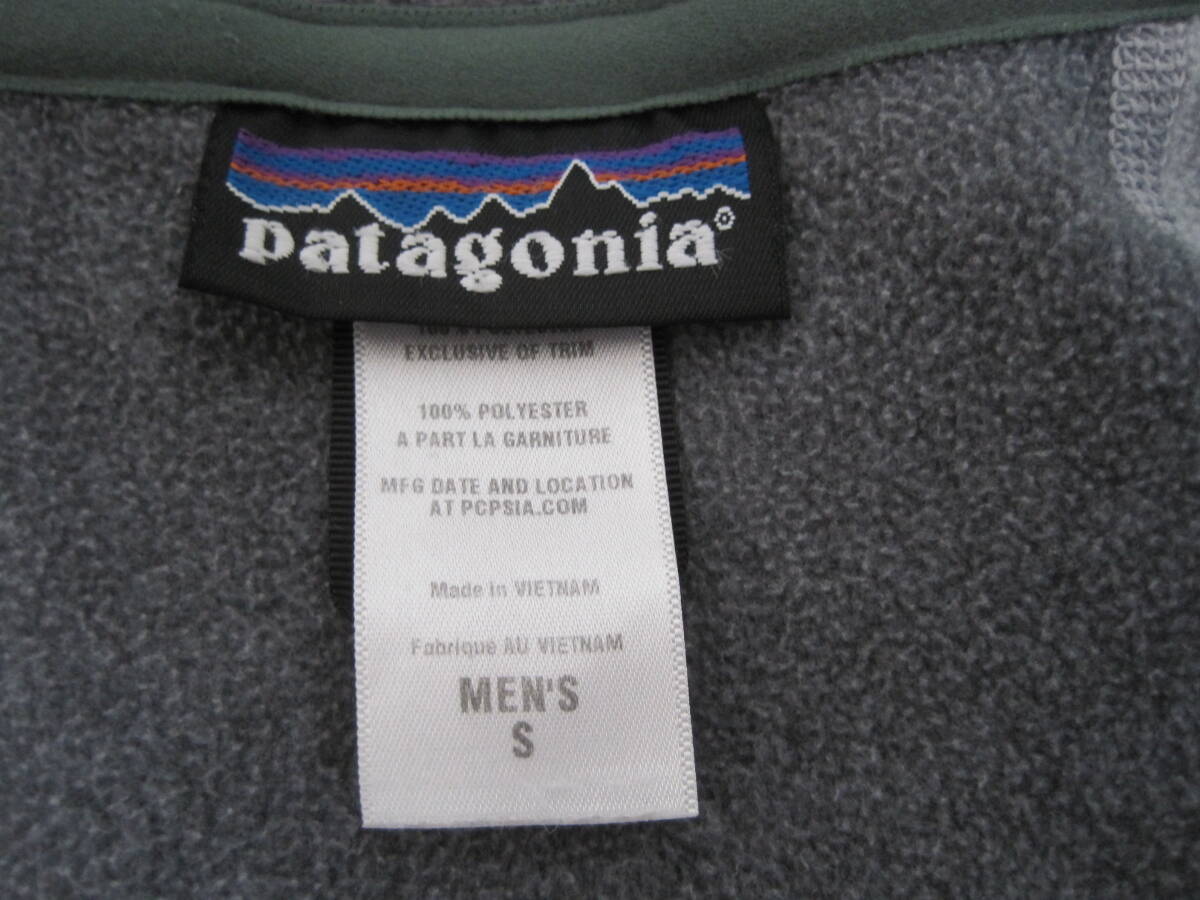 patagonia®
EXCLUSIVE OF TRIM
100% POLYESTER
A PART LA GARNITURE
MFG DATE AND LOCATION
AT PCPSIA.COM
Made in VIETNAM
Fabriqué AU VIETNAM
MEN'S
S